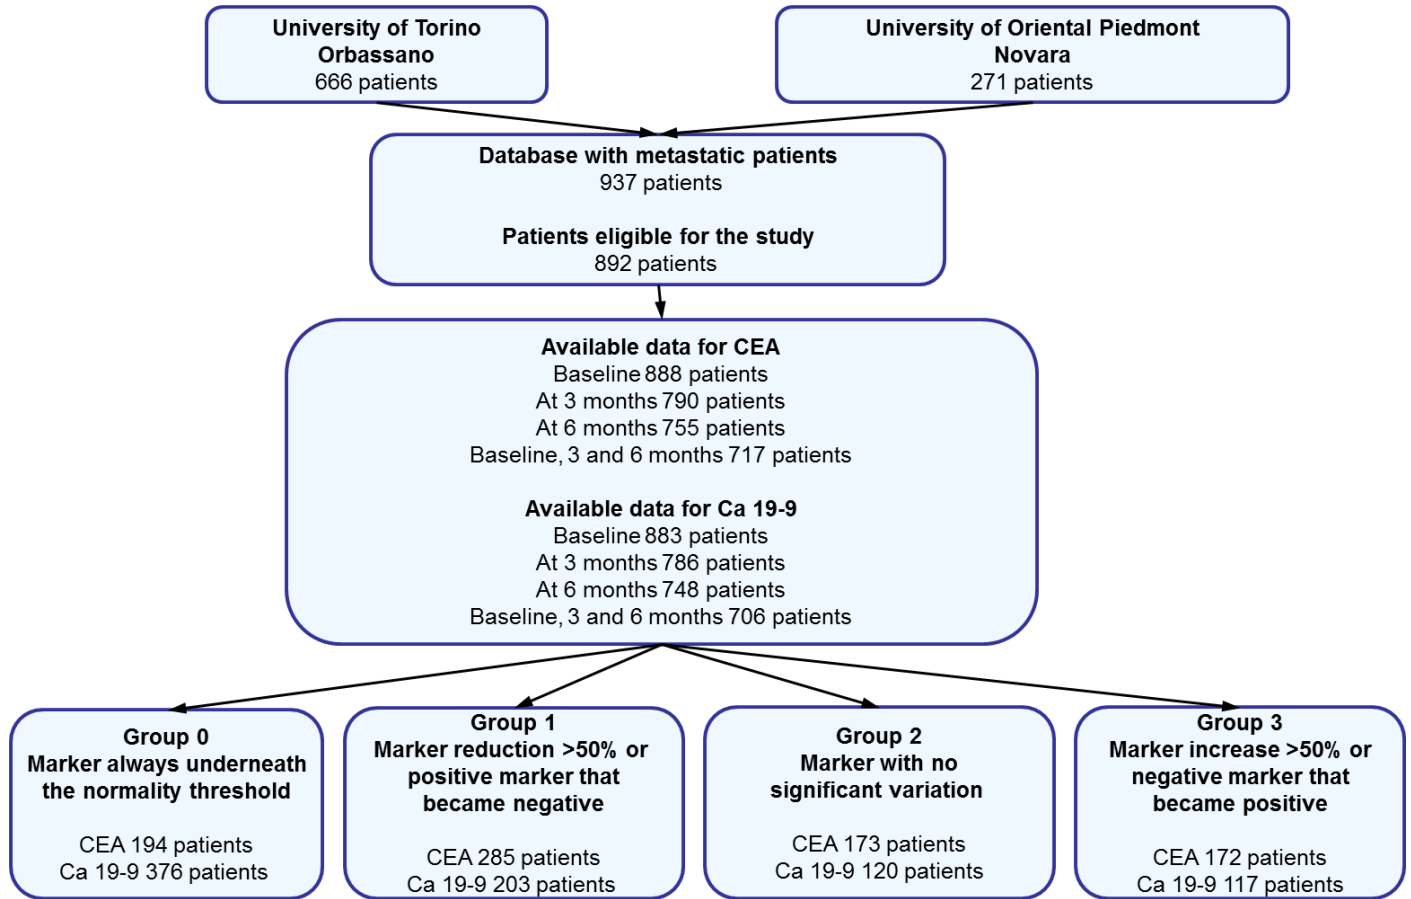 University of Torino
Orbassano
666 patients
University of Oriental Piedmont
Novara
271 patients
Database with metastatic patients
937 patients
Patients eligible for the study
892 patients
Available data for CEA
Baseline 888 patients
At 3 months 790 patients
At 6 months 755 patients
Baseline, 3 and 6 months 717 patients
Available data for Ca 19-9
Baseline 883 patients
At 3 months 786 patients
At 6 months 748 patients
Baseline, 3 and 6 months 706 patients
Group 0
Marker always underneath
the normality threshold
CEA 194 patients
Ca 19-9 376 patients
Group 1
Marker reduction >50% or
positive marker that
became negative
CEA 285 patients
Ca 19-9 203 patients
Group 2
Marker with no
significant variation
CEA 173 patients
Ca 19-9 120 patients
Group 3
Marker increase >50% or
negative marker that
became positive
CEA 172 patients
Ca 19-9 117 patients